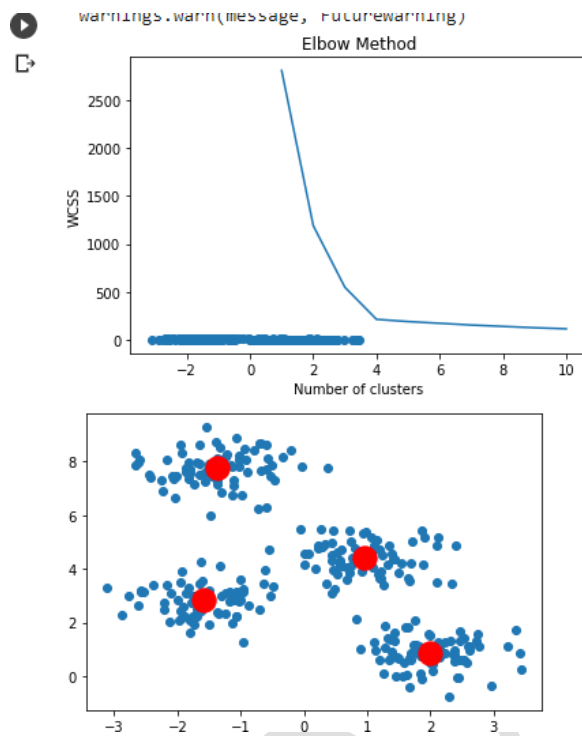 warnings.warn(message, FutureWarning)
Elbow Method
2500
2000
1500
1000
500
0
WCSS
−2 0 2 4 6 8 10
Number of clusters
8
6
4
2
0
−3 −2 −1 0 1 2 3